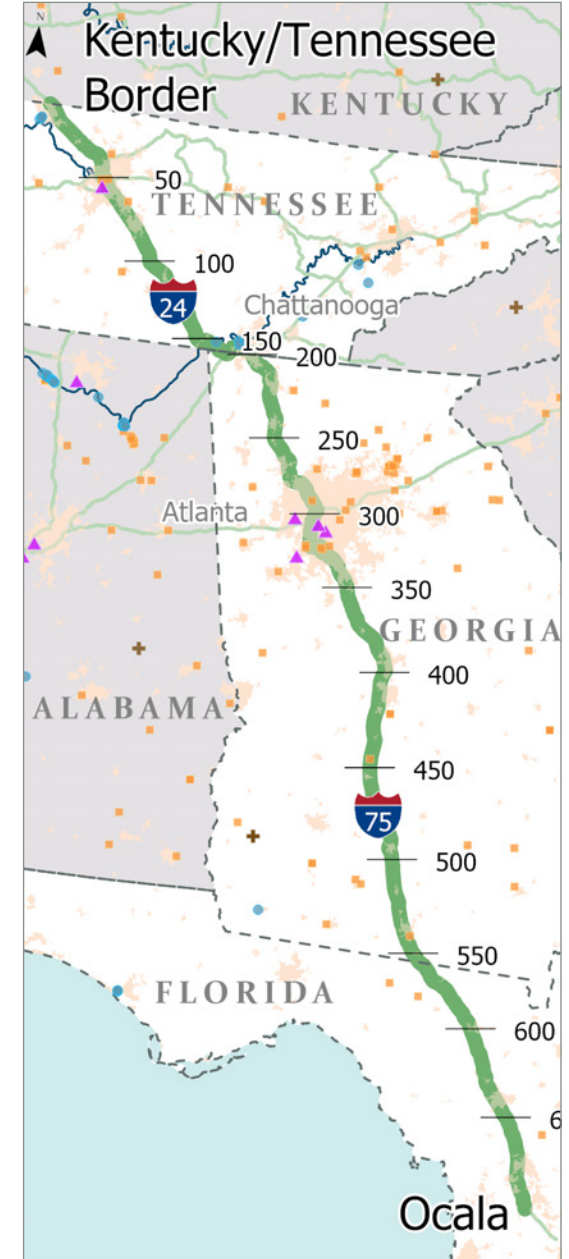 N
Kentucky/Tennessee
Border
KENTUCKY
50
TENNESSEE
100
24
Chattanooga
150
200
250
Atlanta
300
350
GEORGIA
400
ALABAMA
450
75
500
550
FLORIDA
600
6
Ocala